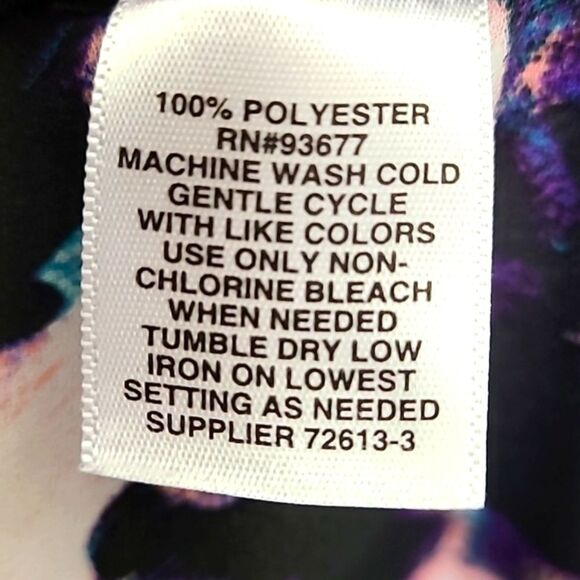 100% POLYESTER
RN#93677
MACHINE WASH COLD
GENTLE CYCLE
WITH LIKE COLORS
USE ONLY NON-
CHLORINE BLEACH
WHEN NEEDED
TUMBLE DRY LOW
IRON ON LOWEST
SETTING AS NEEDED
SUPPLIER 72613-3